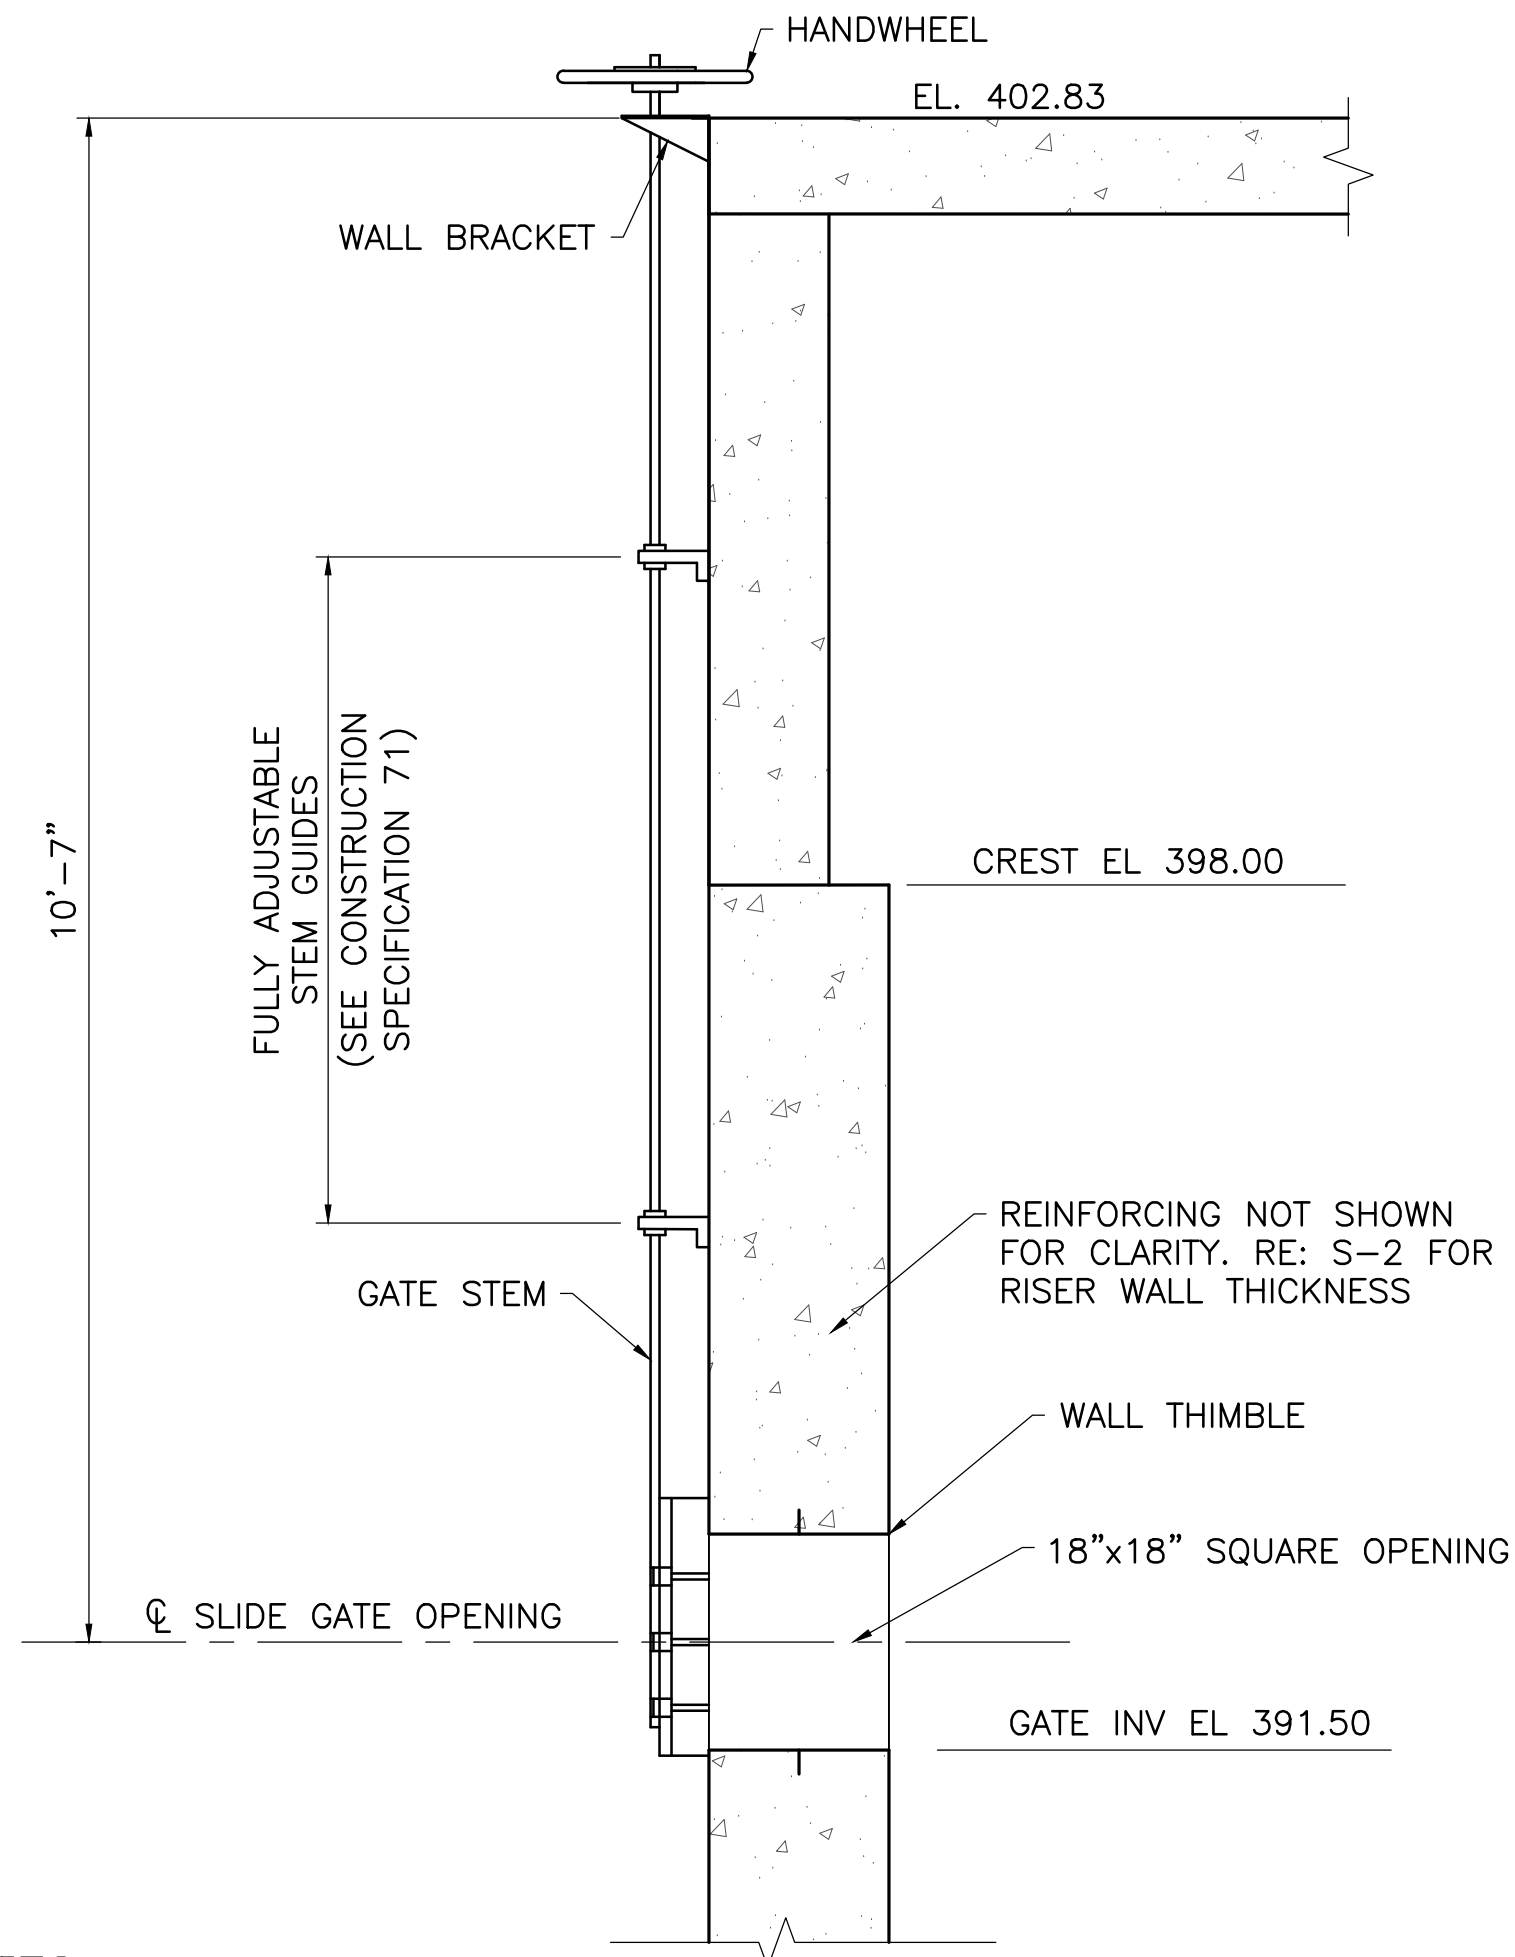 HANDWHEEL
EL. 402.83
WALL BRACKET
10'-7"
FULLY ADJUSTABLE
STEM GUIDES
(SEE CONSTRUCTION
SPECIFICATION 71)
CREST EL 398.00
REINFORCING NOT SHOWN
FOR CLARITY. RE: S-2 FOR
RISER WALL THICKNESS
GATE STEM
WALL THIMBLE
18"x18" SQUARE OPENING
℄ SLIDE GATE OPENING
GATE INV EL 391.50